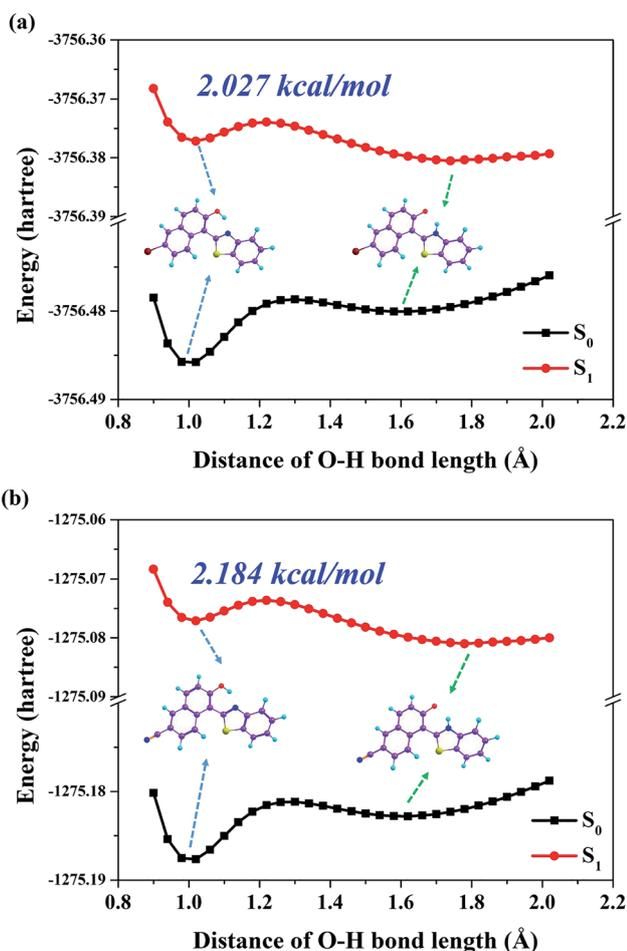 (a)
-3756.36
-3756.37
-3756.38
-3756.39
-3756.48
-3756.49
Energy (hartree)
2.027 kcal/mol
S0
S1
0.8 1.0 1.2 1.4 1.6 1.8 2.0 2.2
Distance of O-H bond length (Å)
(b)
-1275.06
-1275.07
-1275.08
-1275.09
-1275.18
-1275.19
Energy (hartree)
2.184 kcal/mol
S0
S1
0.8 1.0 1.2 1.4 1.6 1.8 2.0 2.2
Distance of O-H bond length (Å)